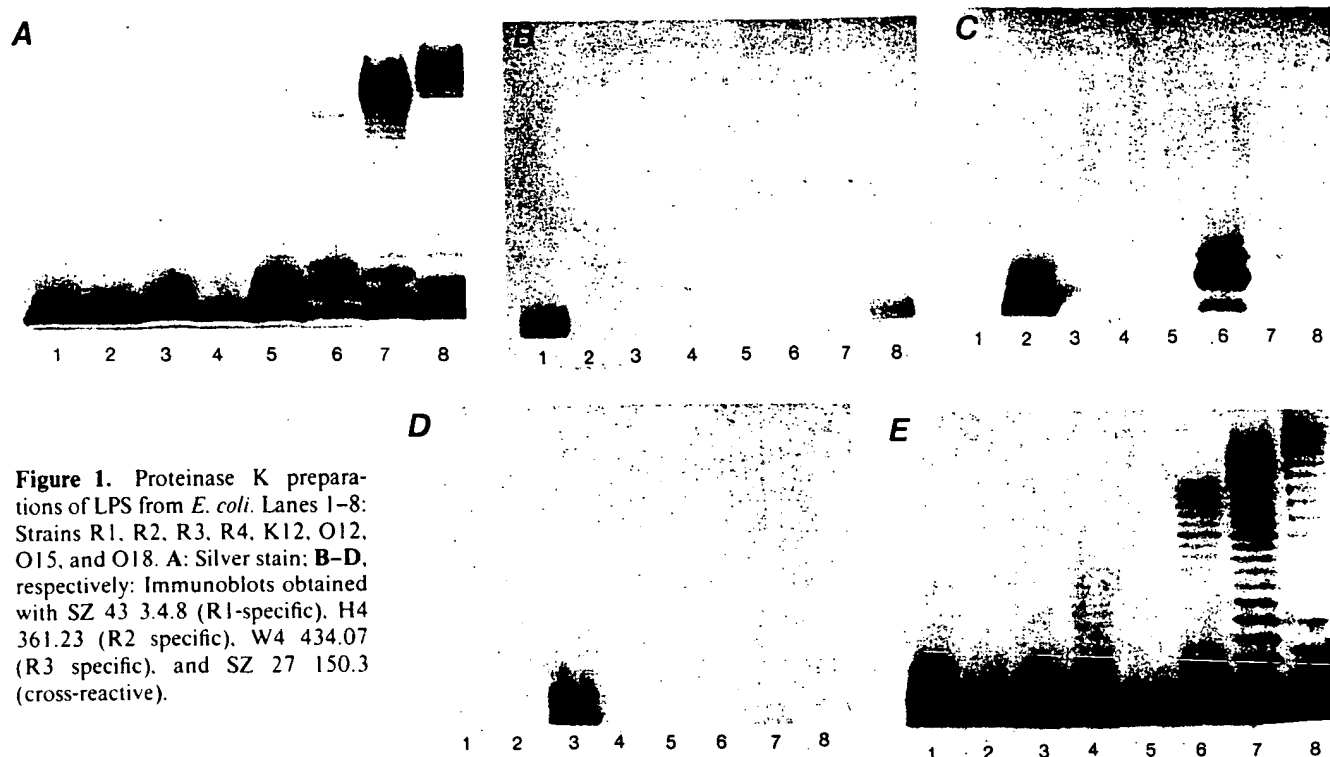 A
B
C
1 2 3 4 5 6 7 8
1 2 3 4 5 6 7 8
1 2 3 4 5 6 7 8
D
E
Figure 1. Proteinase K prepara-
tions of LPS from E. coli. Lanes 1–8:
Strains R1, R2, R3, R4, K12, O12,
O15, and O18. A: Silver stain; B–D,
respectively: Immunoblots obtained
with SZ 43 3.4.8 (R1-specific), H4
361.23 (R2 specific), W4 434.07
(R3 specific), and SZ 27 150.3
(cross-reactive).
1 2 3 4 5 6 7 8
1 2 3 4 5 6 7 8